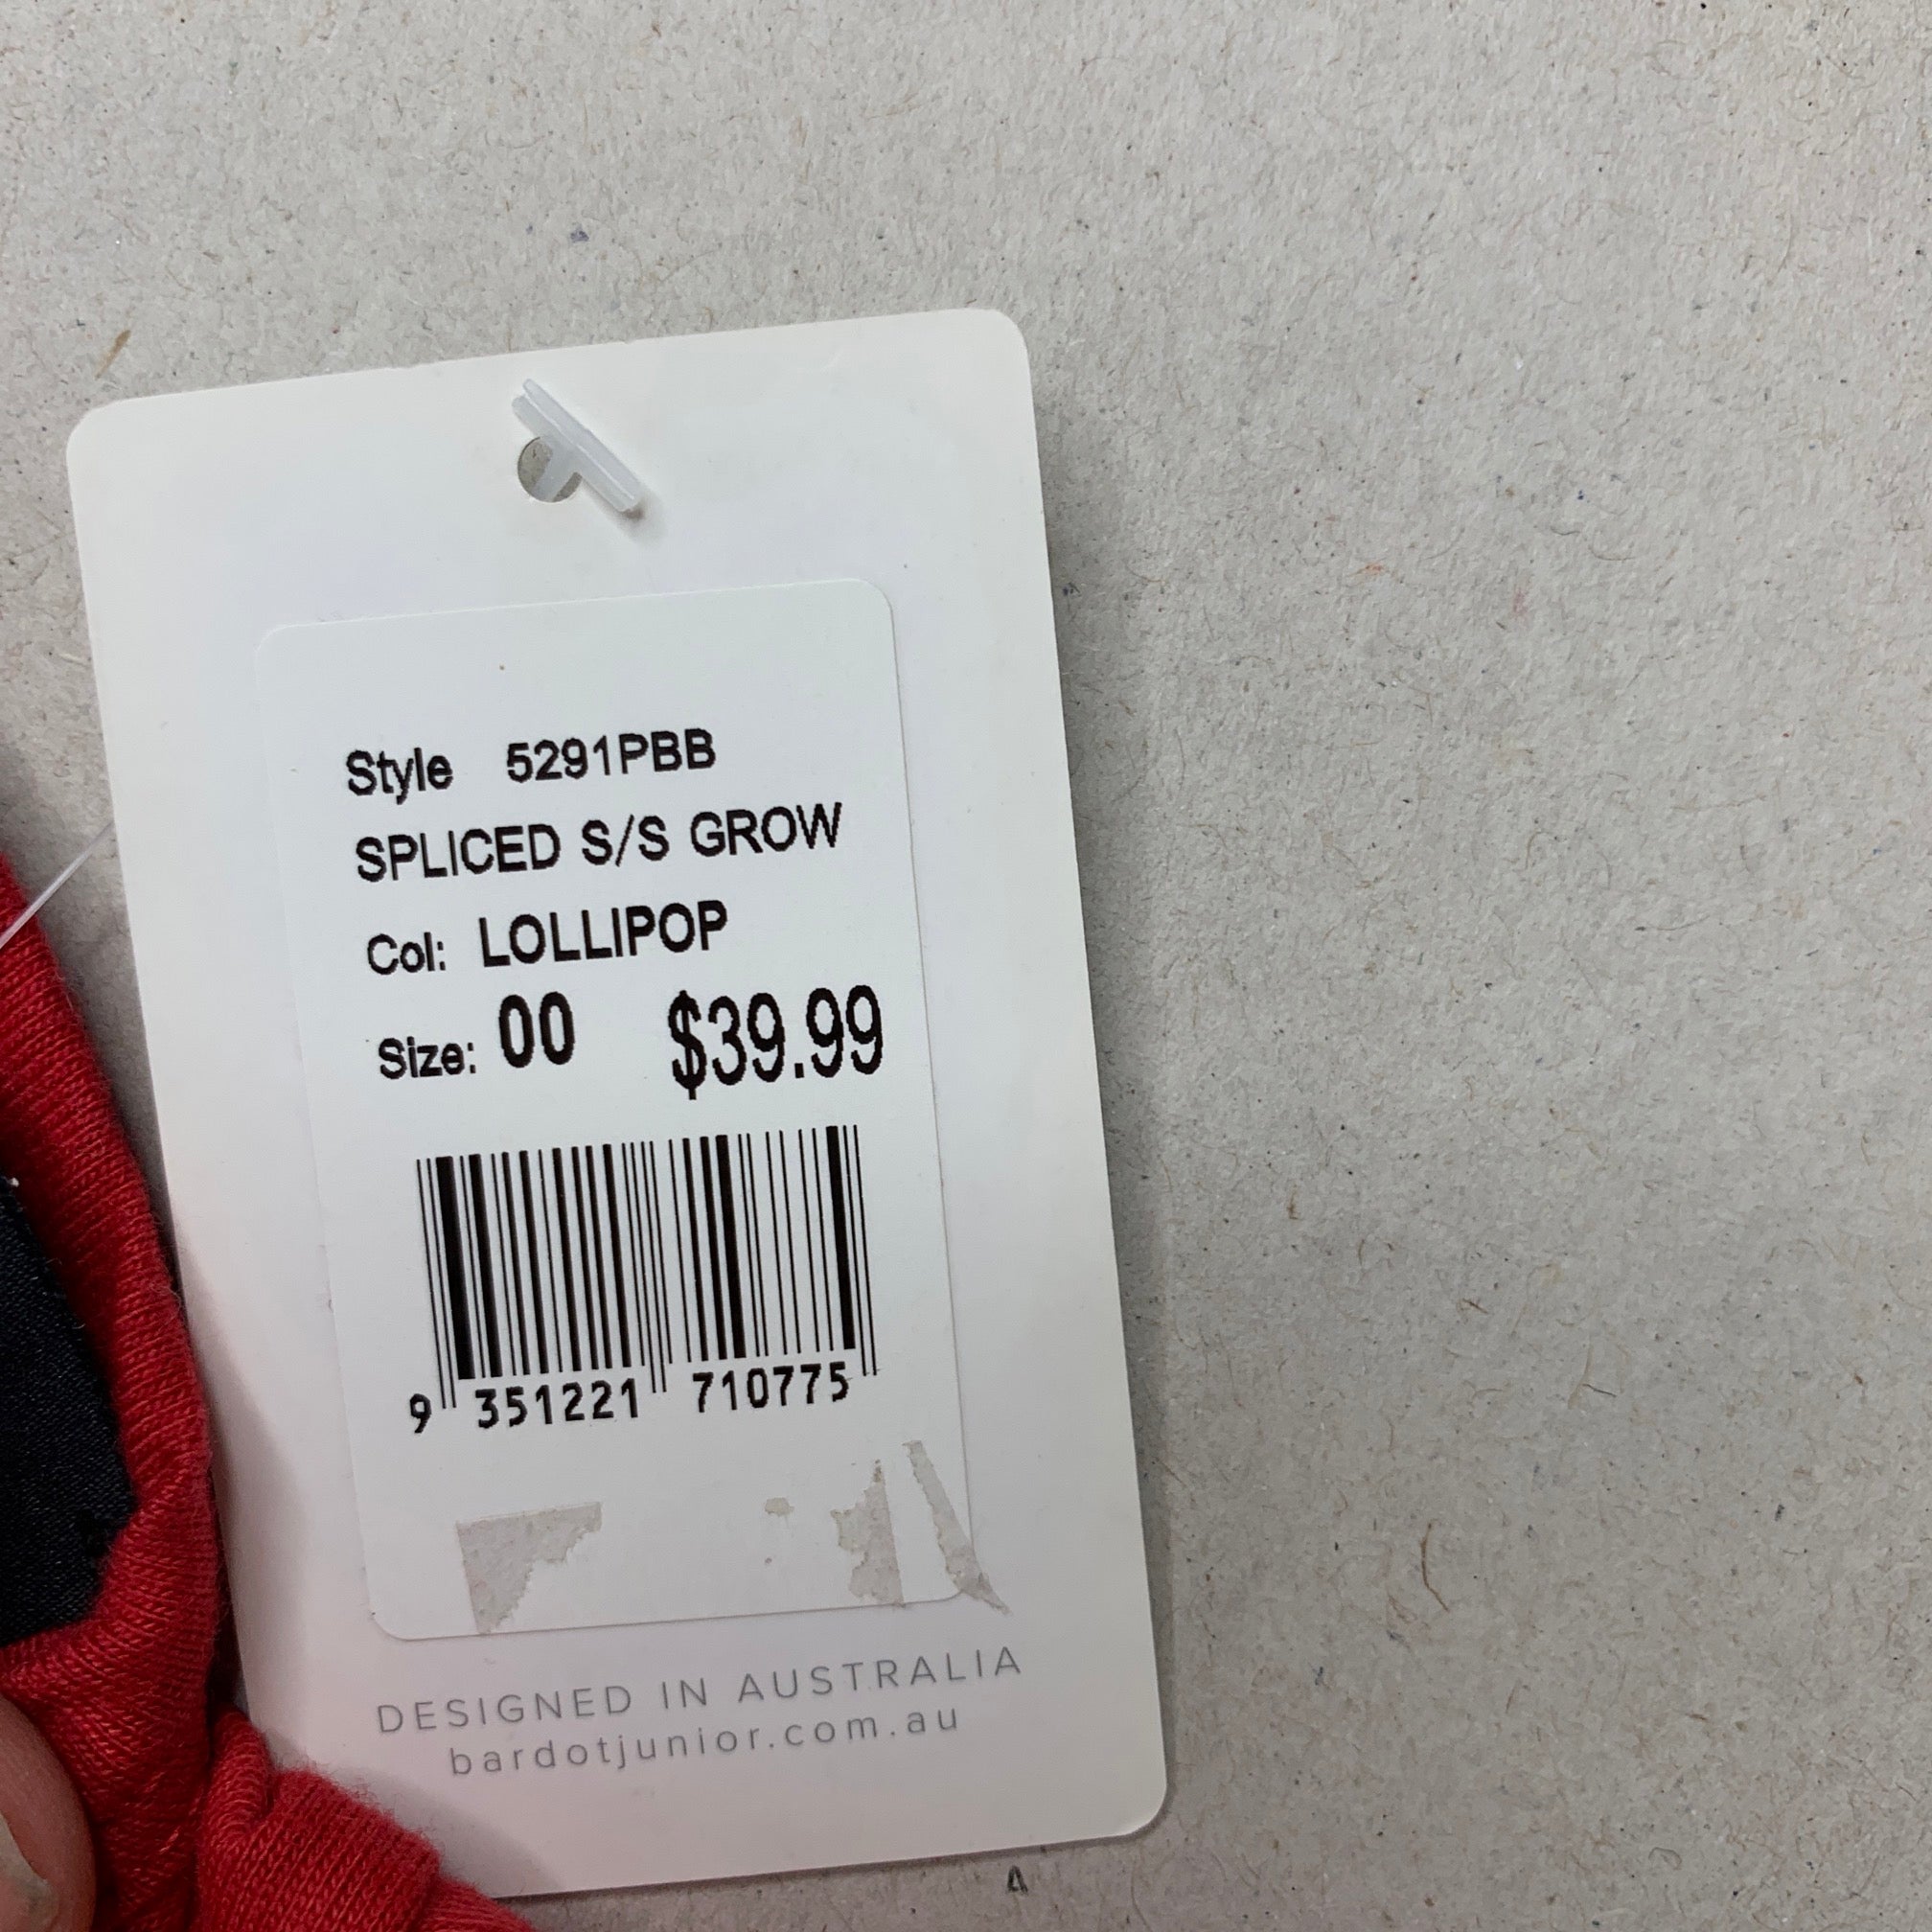 Style 5291PBB
SPLICED S/S GROW
Col: LOLLIPOP
Size: 00 $39.99
9 351221 710775
DESIGNED IN AUSTRALIA
bardotjunior.com.au